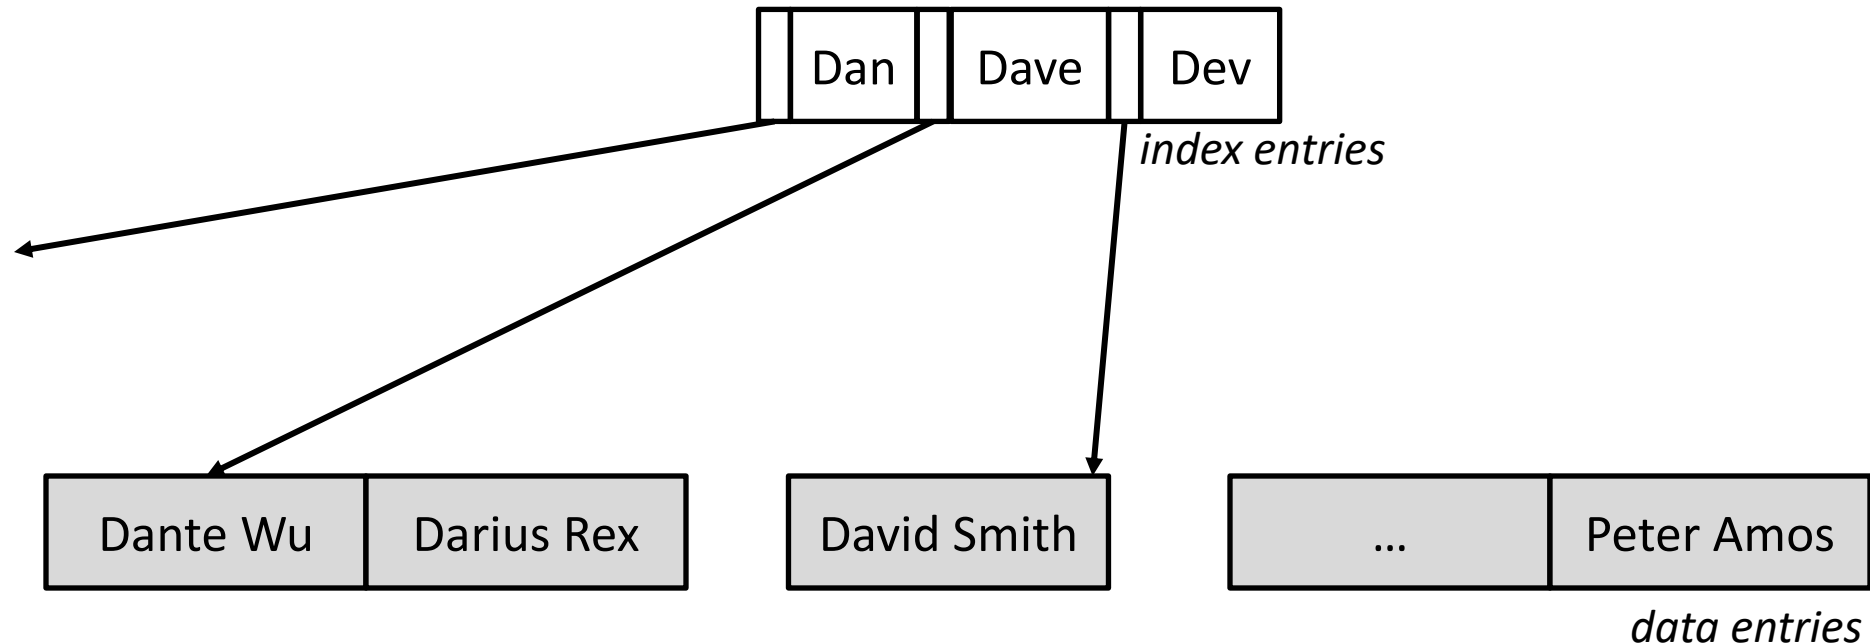 Dan Dave Dev
index entries
Dante Wu Darius Rex David Smith … Peter Amos
data entries